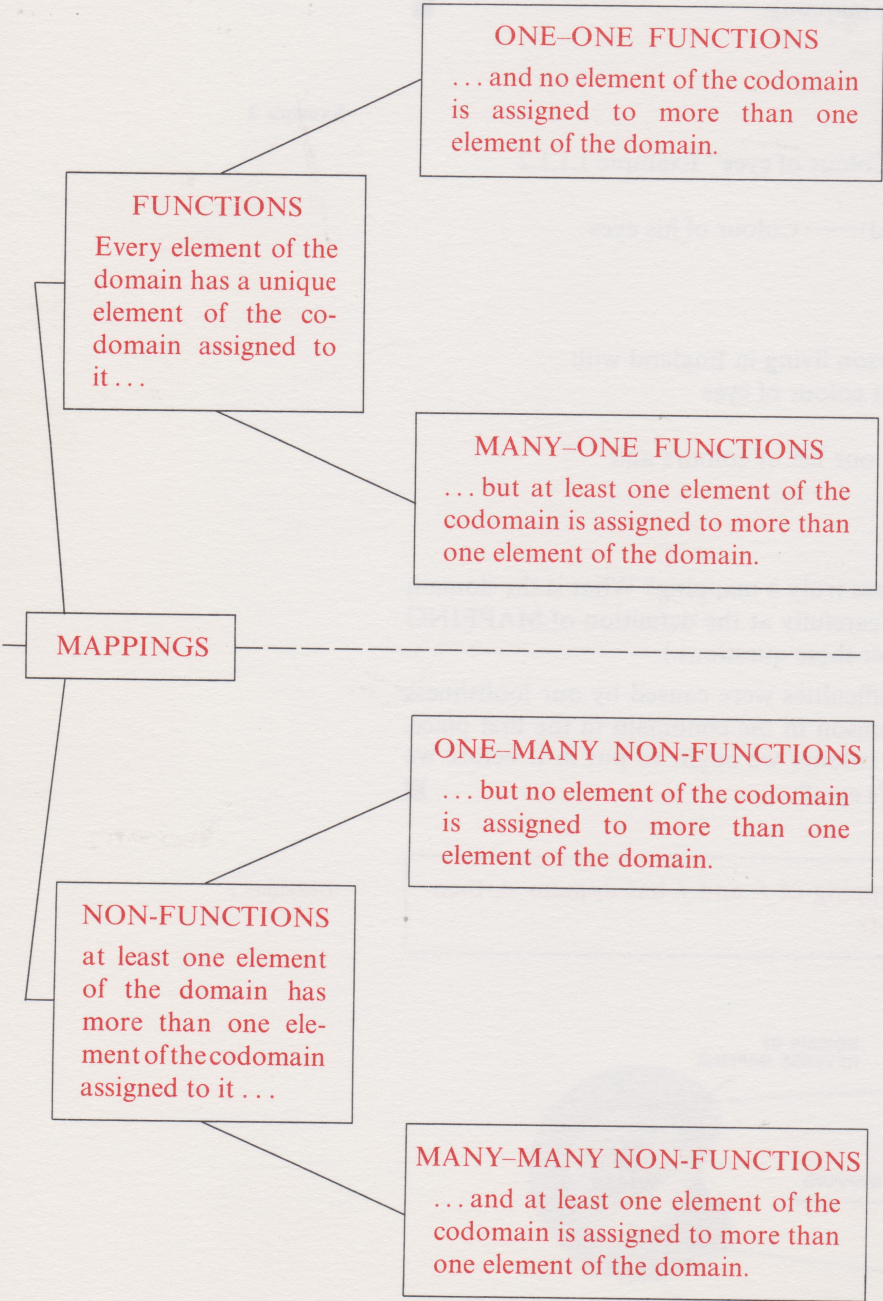 ONE–ONE FUNCTIONS
...and no element of the codomain
is assigned to more than one
element of the domain.
FUNCTIONS
Every element of the
domain has a unique
element of the co-
domain assigned to
it...
MANY–ONE FUNCTIONS
...but at least one element of the
codomain is assigned to more than
one element of the domain.
MAPPINGS
ONE–MANY NON-FUNCTIONS
...but no element of the codomain
is assigned to more than one
element of the domain.
NON-FUNCTIONS
at least one element
of the domain has
more than one ele-
ment of the codomain
assigned to it...
MANY–MANY NON-FUNCTIONS
...and at least one element of the
codomain is assigned to more than
one element of the domain.